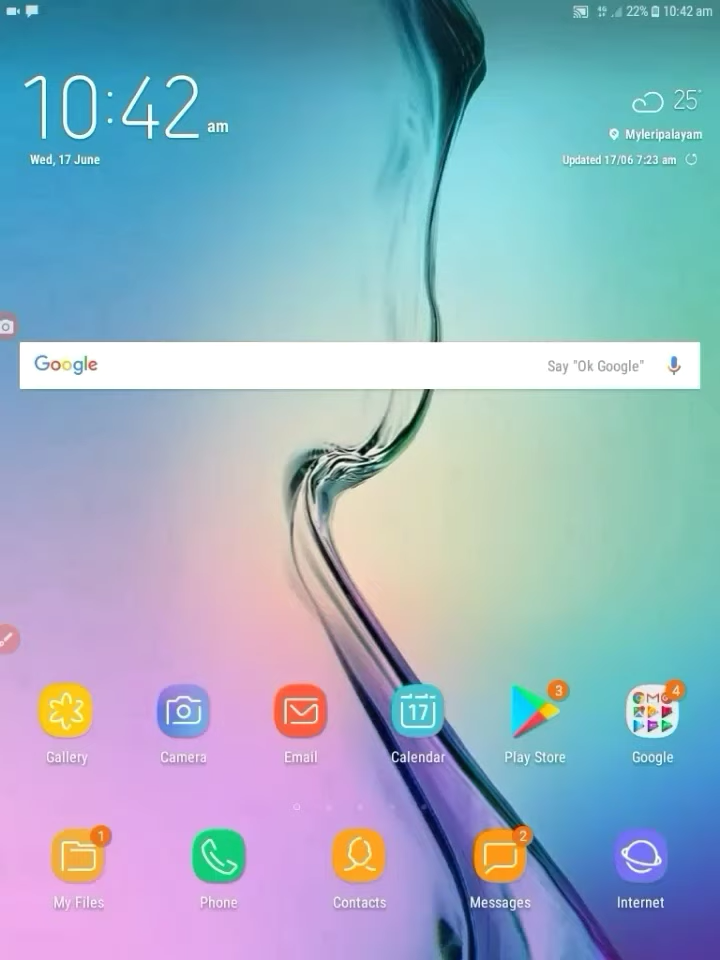 22% 10:42 am
10:42 am
25°
Wed, 17 June
Myleripalayam
Updated 17/06 7:23 am
Google Say "Ok Google"
3
4
17
Gallery Camera Email Calendar Play Store Google
1
2
My Files Phone Contacts Messages Internet